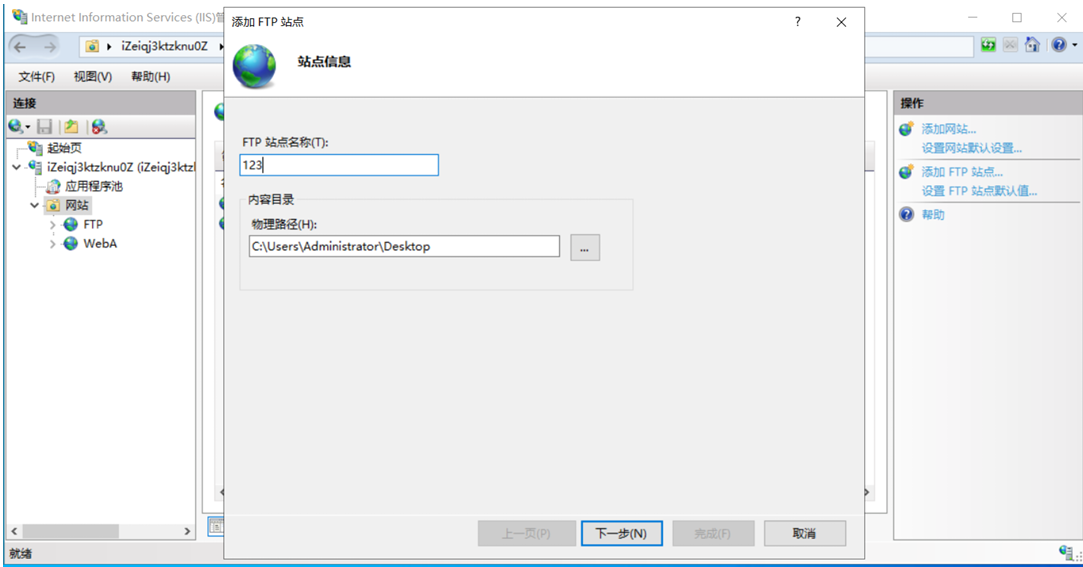 Internet Information Services (IIS)管
iZeiqj3ktzknu0Z
文件(F) 视图(V) 帮助(H)
连接
起始页
iZeiqj3ktzknu0Z (iZeiqj3ktzl
应用程序池
网站
FTP
WebA
就绪
添加 FTP 站点
?
站点信息
FTP 站点名称(T):
123
内容目录
物理路径(H):
C:\Users\Administrator\Desktop
...
上一页(P) 下一步(N) 完成(F) 取消
操作
添加网站...
设置网站默认设置...
添加 FTP 站点...
设置 FTP 站点默认值...
帮助